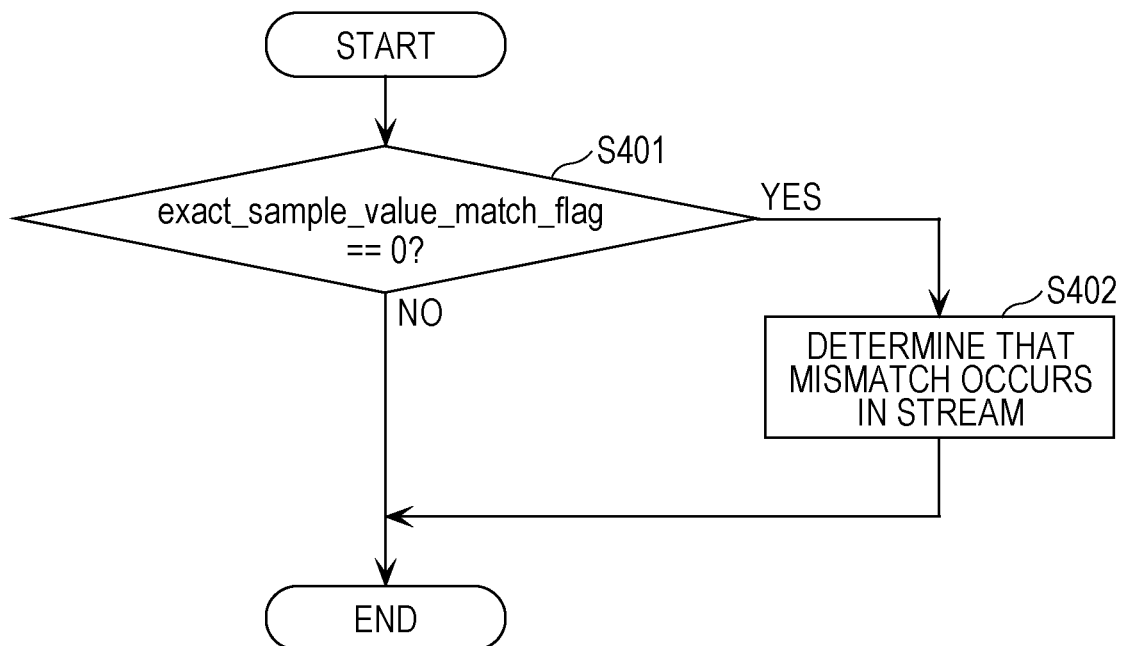 START
S401
exact_sample_value_match_flag
== 0?
YES
NO
S402
DETERMINE THAT
MISMATCH OCCURS
IN STREAM
END